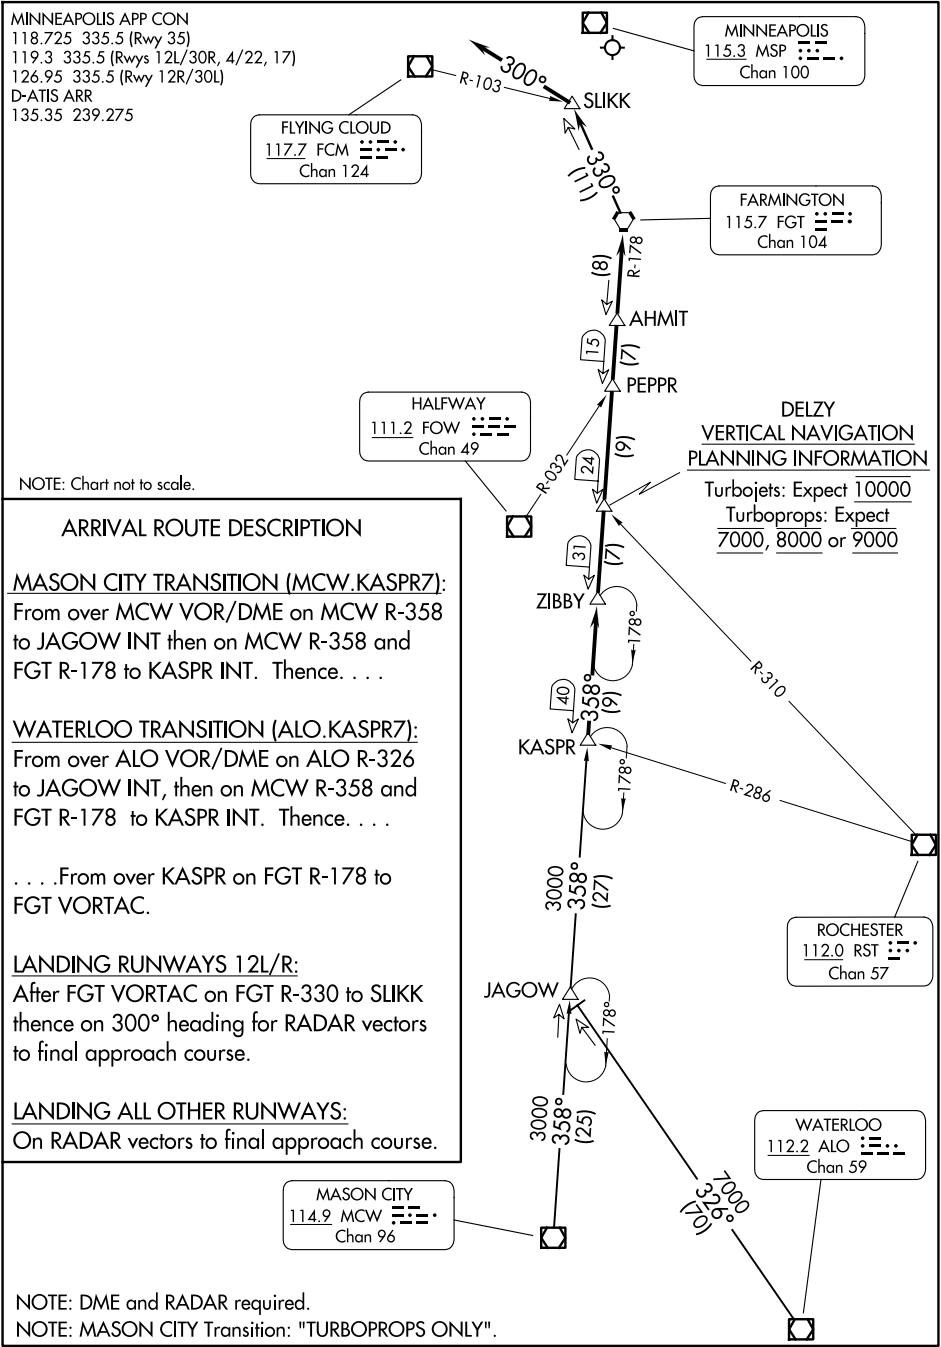 MINNEAPOLIS APP CON
118.725 335.5 (Rwy 35)
119.3 335.5 (Rwys 12L/30R, 4/22, 17)
126.95 335.5 (Rwy 12R/30L)
D-ATIS ARR
135.35 239.275
MINNEAPOLIS
115.3 MSP
Chan 100
300°
R-103
SLIKK
FLYING CLOUD
117.7 FCM
Chan 124
330°
(11)
FARMINGTON
115.7 FGT
Chan 104
R-178
(8)
AHMIT
15
(7)
PEPPR
HALFWAY
111.2 FOW
Chan 49
R-032
24
(9)
DELZY
VERTICAL NAVIGATION
PLANNING INFORMATION
Turbojets: Expect 10000
Turboprops: Expect
7000, 8000 or 9000
NOTE: Chart not to scale.
31
(7)
ZIBBY
178°
R-310
40
358°
(9)
KASPR
178°
R-286
3000
358°
(27)
ROCHESTER
112.0 RST
Chan 57
JAGOW
178°
3000
358°
(25)
7000
326°
(70)
WATERLOO
112.2 ALO
Chan 59
MASON CITY
114.9 MCW
Chan 96
ARRIVAL ROUTE DESCRIPTION
MASON CITY TRANSITION (MCW.KASPR7):
From over MCW VOR/DME on MCW R-358
to JAGOW INT then on MCW R-358 and
FGT R-178 to KASPR INT. Thence. . . .
WATERLOO TRANSITION (ALO.KASPR7):
From over ALO VOR/DME on ALO R-326
to JAGOW INT, then on MCW R-358 and
FGT R-178 to KASPR INT. Thence. . . .
. . . .From over KASPR on FGT R-178 to
FGT VORTAC.
LANDING RUNWAYS 12L/R:
After FGT VORTAC on FGT R-330 to SLIKK
thence on 300° heading for RADAR vectors
to final approach course.
LANDING ALL OTHER RUNWAYS:
On RADAR vectors to final approach course.
NOTE: DME and RADAR required.
NOTE: MASON CITY Transition: "TURBOPROPS ONLY".